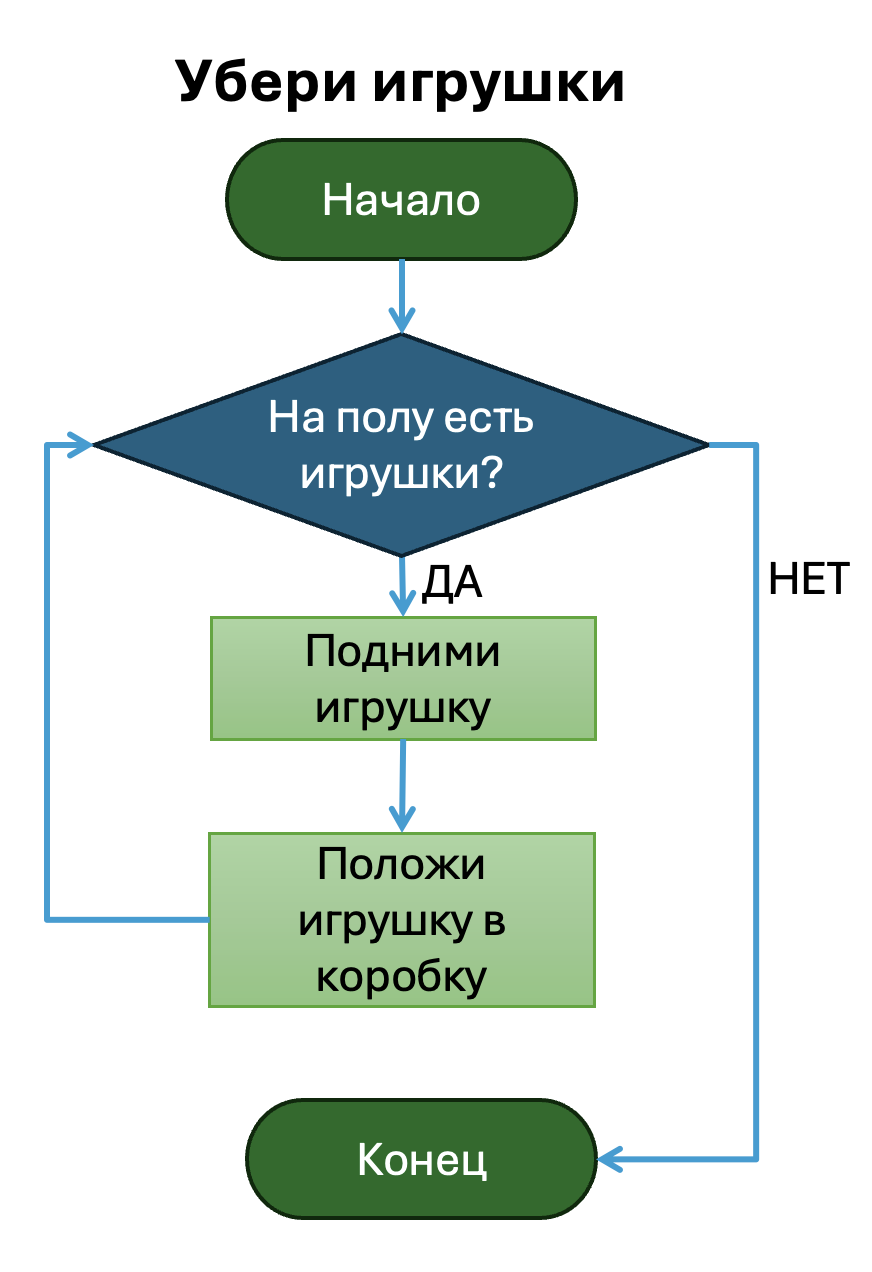 Убери игрушки
Начало
На полу есть
игрушки?
ДА
НЕТ
Подними
игрушку
Положи
игрушку в
коробку
Конец